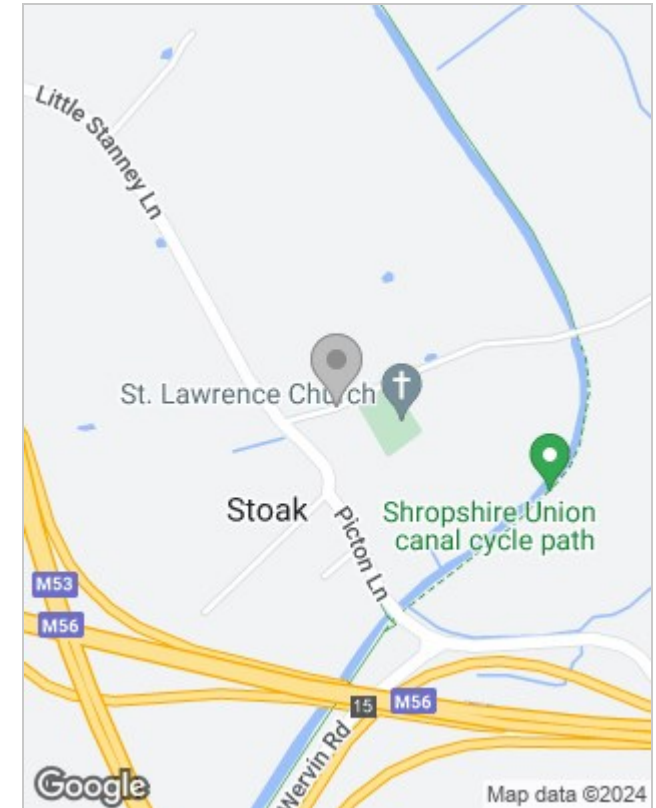 Little Stanney Ln
St. Lawrence Church
Stoak
Picton Ln
Shropshire Union
canal cycle path
M53
M56
15
M56
Wervin Rd
Google
Map data ©2024